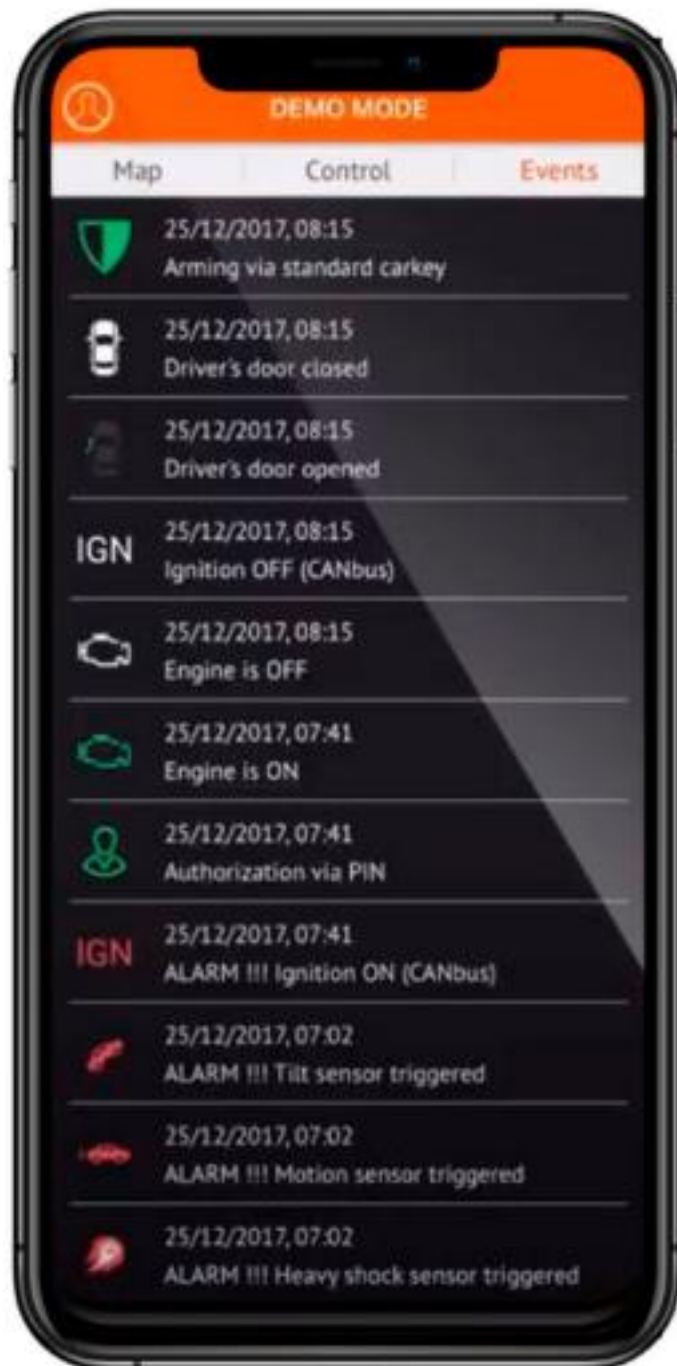 DEMO MODE
Map Control Events
25/12/2017, 08:15
Arming via standard carkey
25/12/2017, 08:15
Driver's door closed
25/12/2017, 08:15
Driver's door opened
IGN
25/12/2017, 08:15
Ignition OFF (CANbus)
25/12/2017, 08:15
Engine is OFF
25/12/2017, 07:41
Engine is ON
25/12/2017, 07:41
Authorization via PIN
IGN
25/12/2017, 07:41
ALARM !!! Ignition ON (CANbus)
25/12/2017, 07:02
ALARM !!! Tilt sensor triggered
25/12/2017, 07:02
ALARM !!! Motion sensor triggered
25/12/2017, 07:02
ALARM !!! Heavy shock sensor triggered